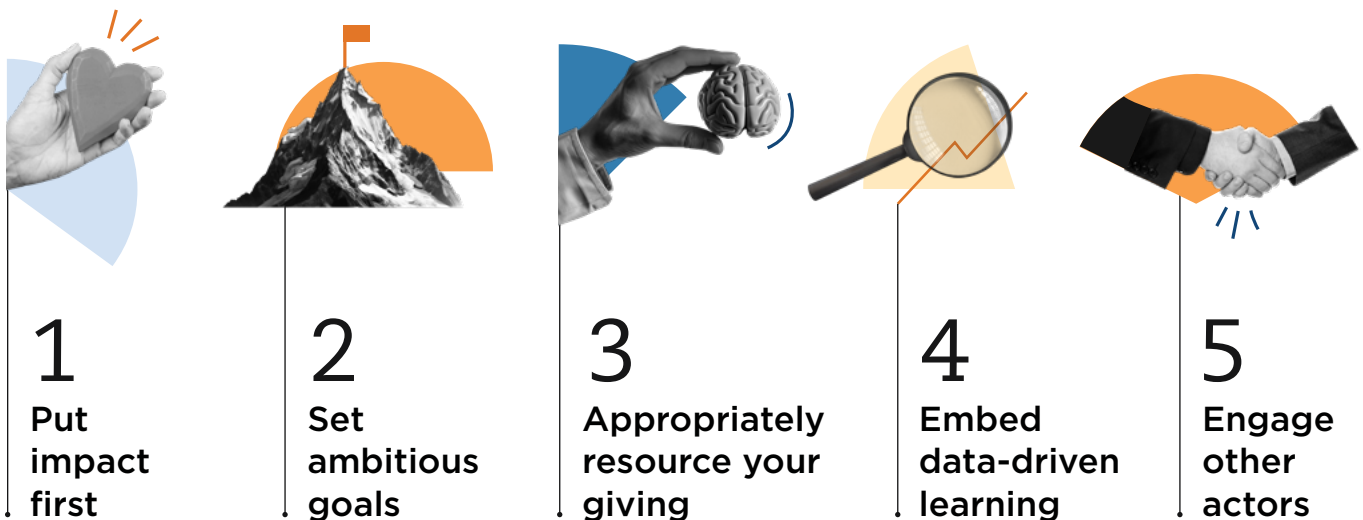 1
Put
impact
first
2
Set
ambitious
goals
3
Appropriately
resource your
giving
4
Embed
data-driven
learning
5
Engage
other
actors